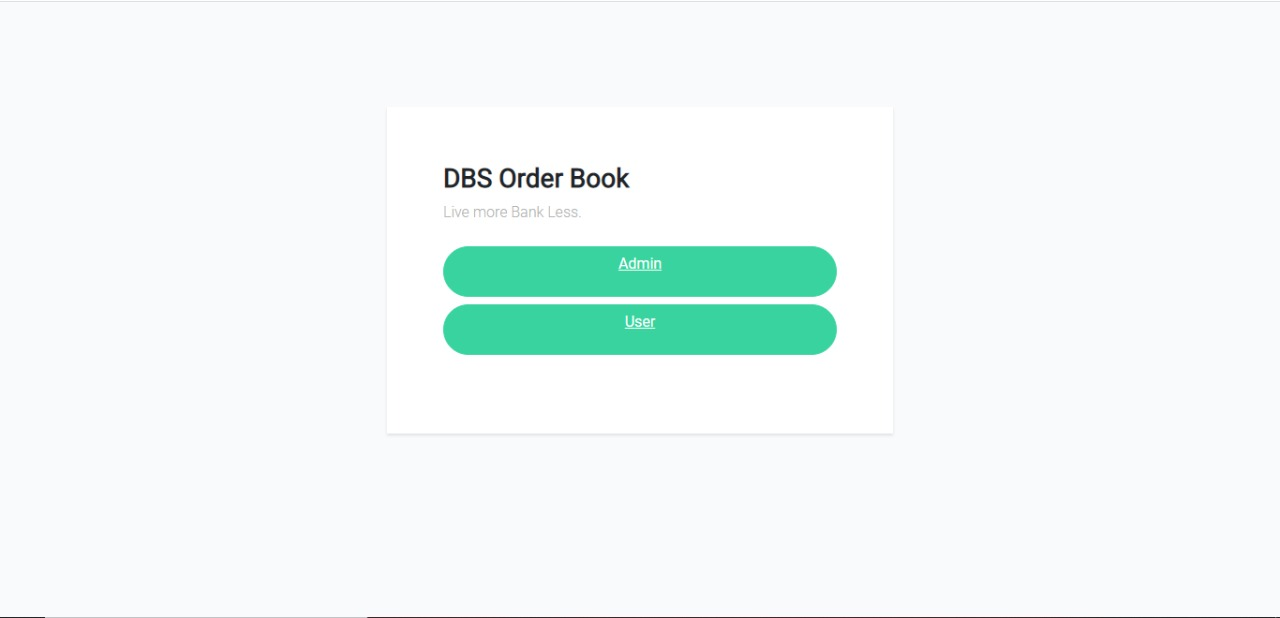 DBS Order Book
Live more Bank Less.
Admin
User